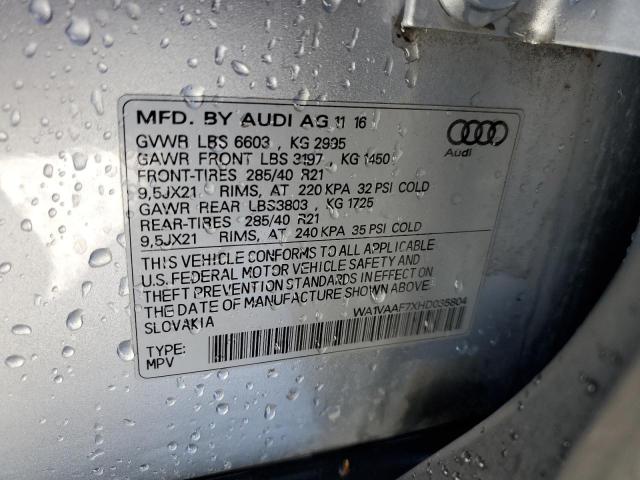 MFD. BY AUDI AG 11 16
GVWR LBS 6603 , KG 2995
GAWR FRONT LBS 3197, KG 1450
FRONT-TIRES 285/40 R21
9,5JX21 RIMS, AT 220 KPA 32 PSI COLD
GAWR REAR LBS3803 , KG 1725
REAR-TIRES 285/40 R21
9,5JX21 RIMS, AT 240 KPA 35 PSI COLD
Audi
THIS VEHICLE CONFORMS TO ALL APPLICABLE
U.S. FEDERAL MOTOR VEHICLE SAFETY AND
THEFT PREVENTION STANDARDS IN EFFECT ON
THE DATE OF MANUFACTURE SHOWN ABOVE.
SLOVAKIA
WA1VAAF7XHD035804
TYPE:
MPV